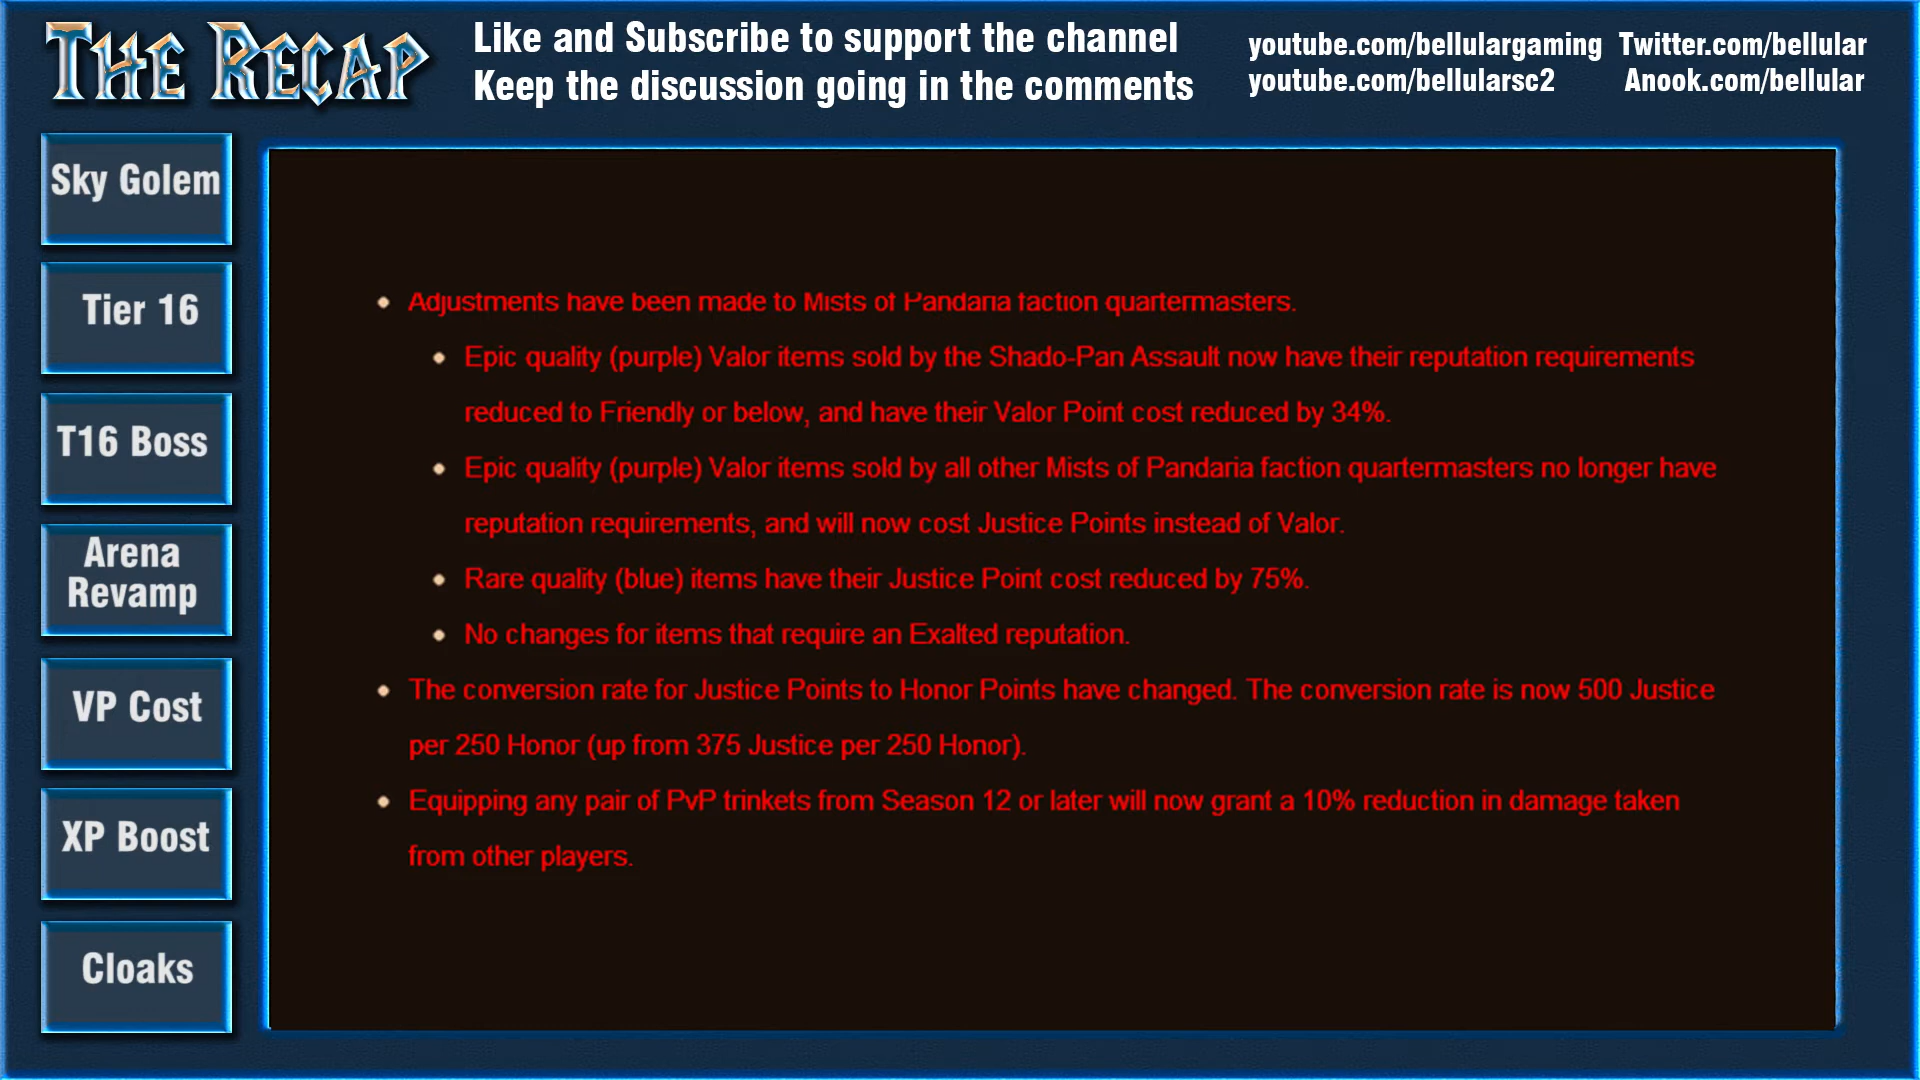 The Recap
Like and Subscribe to support the channel
Keep the discussion going in the comments
youtube.com/bellulargaming Twitter.com/bellular
youtube.com/bellularsc2 Anook.com/bellular
Sky Golem
Tier 16
T16 Boss
Arena
Revamp
VP Cost
XP Boost
Cloaks
• Adjustments have been made to Mists of Pandaria faction quartermasters.
• Epic quality (purple) Valor items sold by the Shado-Pan Assault now have their reputation requirements
reduced to Friendly or below, and have their Valor Point cost reduced by 34%.
• Epic quality (purple) Valor items sold by all other Mists of Pandaria faction quartermasters no longer have
reputation requirements, and will now cost Justice Points instead of Valor.
• Rare quality (blue) items have their Justice Point cost reduced by 75%.
• No changes for items that require an Exalted reputation.
• The conversion rate for Justice Points to Honor Points have changed. The conversion rate is now 500 Justice
per 250 Honor (up from 375 Justice per 250 Honor).
• Equipping any pair of PvP trinkets from Season 12 or later will now grant a 10% reduction in damage taken
from other players.